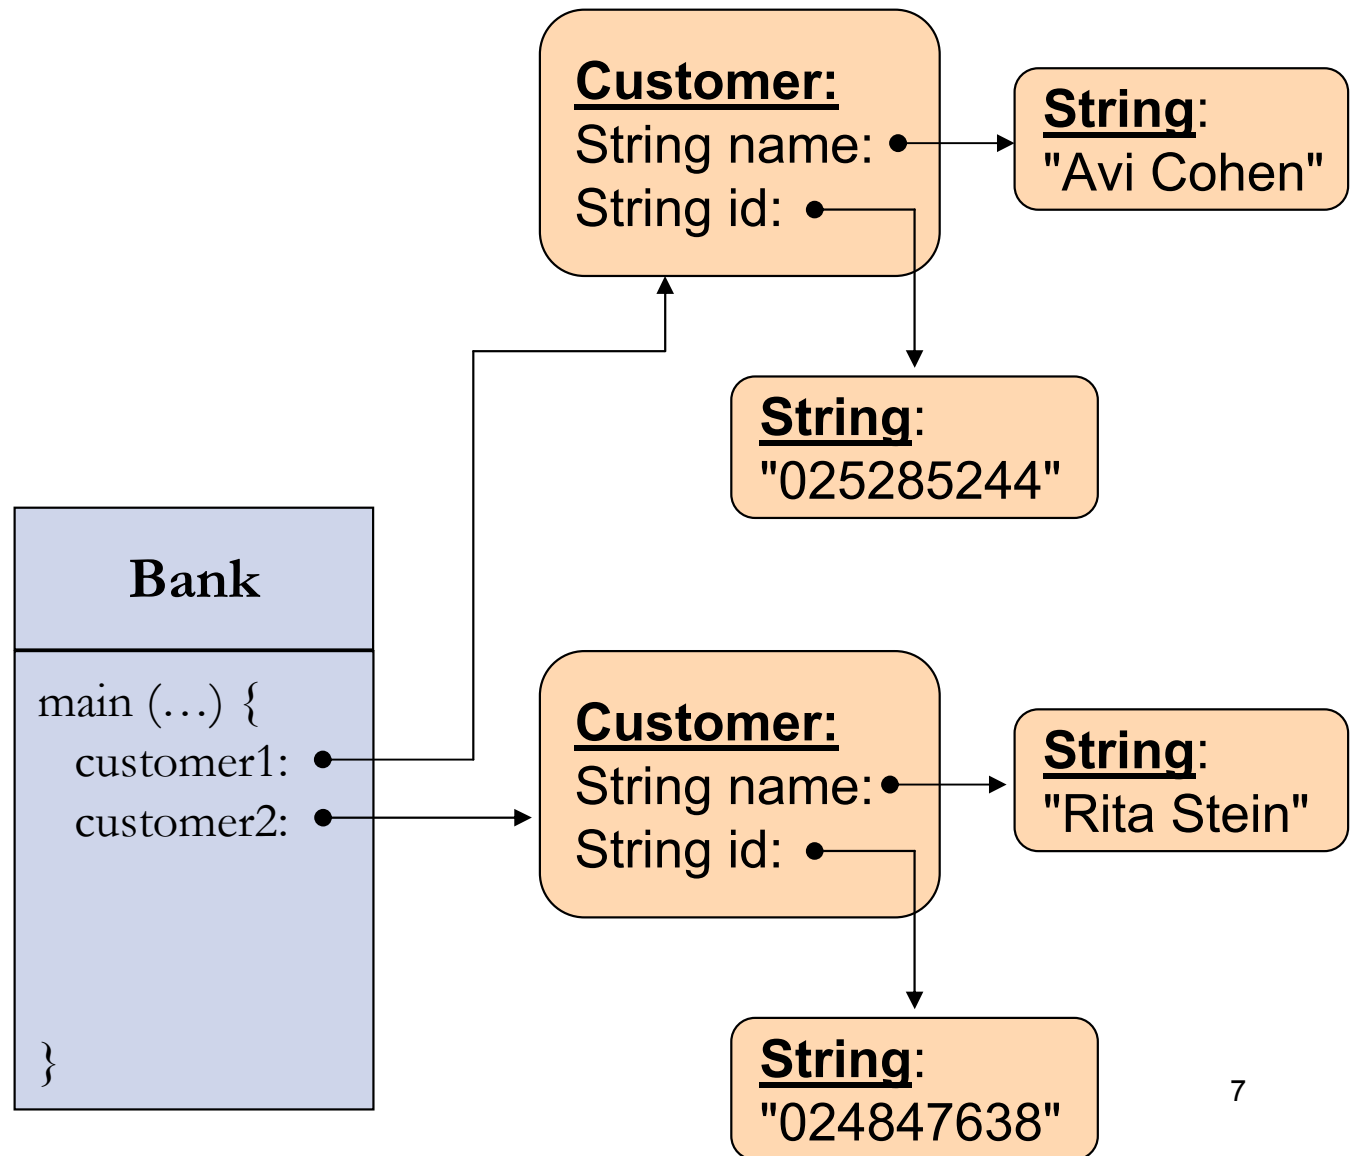 Customer:
String name:
String id:
String:
"Avi Cohen"
String:
"025285244"
Bank
main (…) {
customer1:
customer2:
}
Customer:
String name:
String id:
String:
"Rita Stein"
String:
"024847638"
7